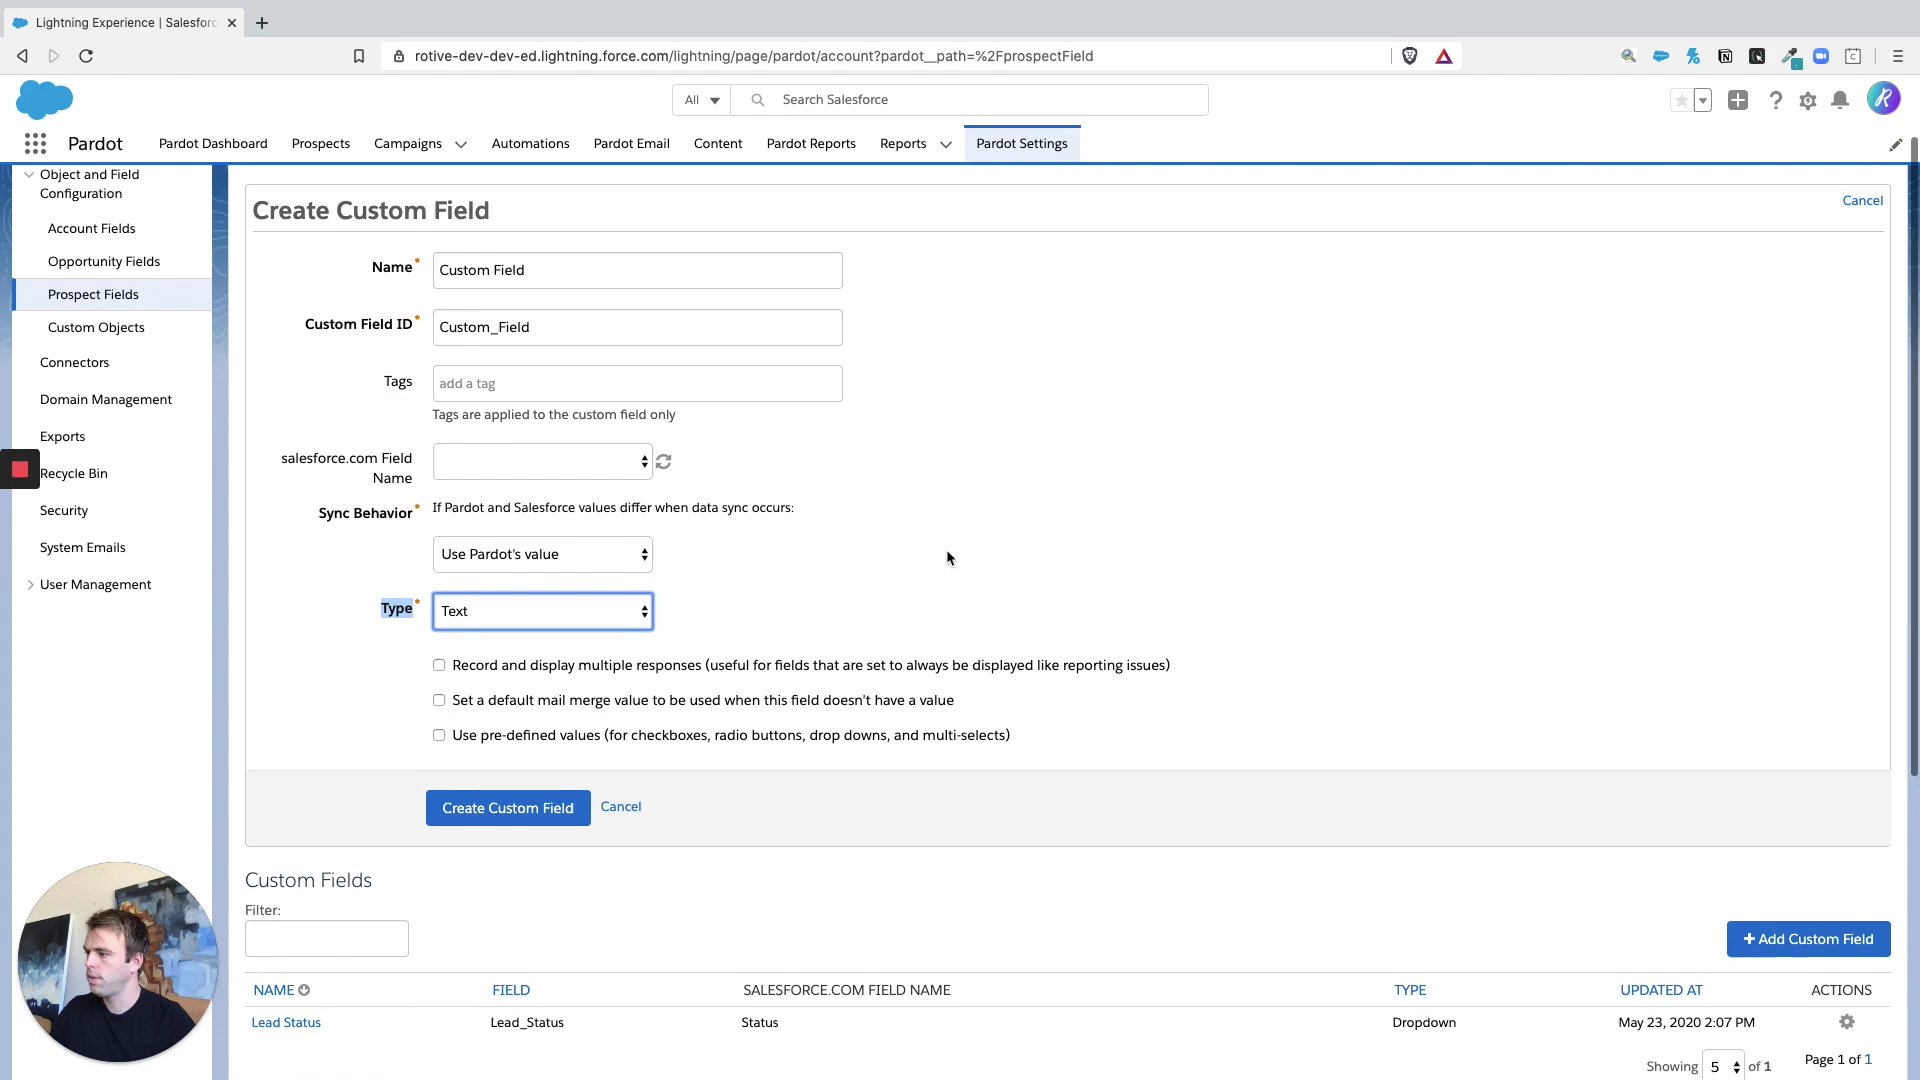 Lightning Experience | Salesforc
rotive-dev-dev-ed.lightning.force.com/lightning/page/pardot/account?pardot__path=%2FprospectField
All
Search Salesforce
Pardot
Pardot Dashboard
Prospects
Campaigns
Automations
Pardot Email
Content
Pardot Reports
Reports
Pardot Settings
Object and Field
Configuration
Account Fields
Opportunity Fields
Prospect Fields
Custom Objects
Connectors
Domain Management
Exports
Recycle Bin
Security
System Emails
User Management
Create Custom Field
Cancel
Name* Custom Field
Custom Field ID* Custom_Field
Tags add a tag
Tags are applied to the custom field only
salesforce.com Field
Name
Sync Behavior* If Pardot and Salesforce values differ when data sync occurs:
Use Pardot's value
Type* Text
Record and display multiple responses (useful for fields that are set to always be displayed like reporting issues)
Set a default mail merge value to be used when this field doesn't have a value
Use pre-defined values (for checkboxes, radio buttons, drop downs, and multi-selects)
Create Custom Field Cancel
Custom Fields
Filter:
+ Add Custom Field
NAME FIELD SALESFORCE.COM FIELD NAME TYPE UPDATED AT ACTIONS
Lead Status Lead_Status Status Dropdown May 23, 2020 2:07 PM
Showing 5 of 1 Page 1 of 1